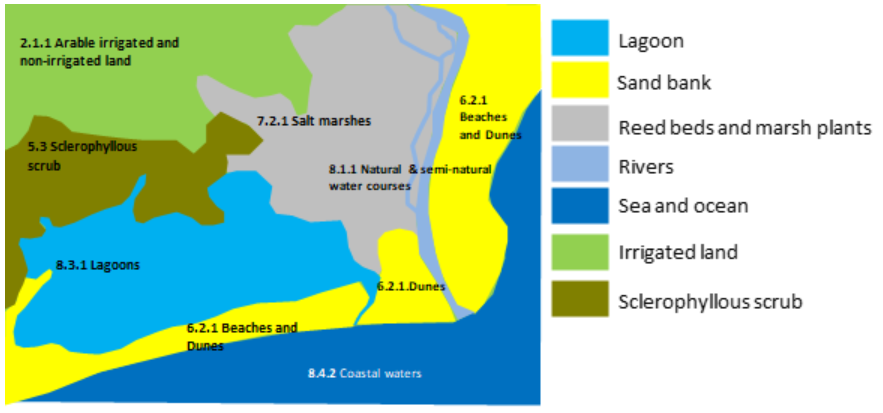 2.1.1 Arable irrigated and
non-irrigated land
7.2.1 Salt marshes
6.2.1
Beaches
and Dunes
5.3 Sclerophyllous
scrub
8.1.1 Natural & semi-natural
water courses
8.3.1 Lagoons
6.2.1.Dunes
6.2.1 Beaches and
Dunes
8.4.2 Coastal waters
Lagoon
Sand bank
Reed beds and marsh plants
Rivers
Sea and ocean
Irrigated land
Sclerophyllous scrub